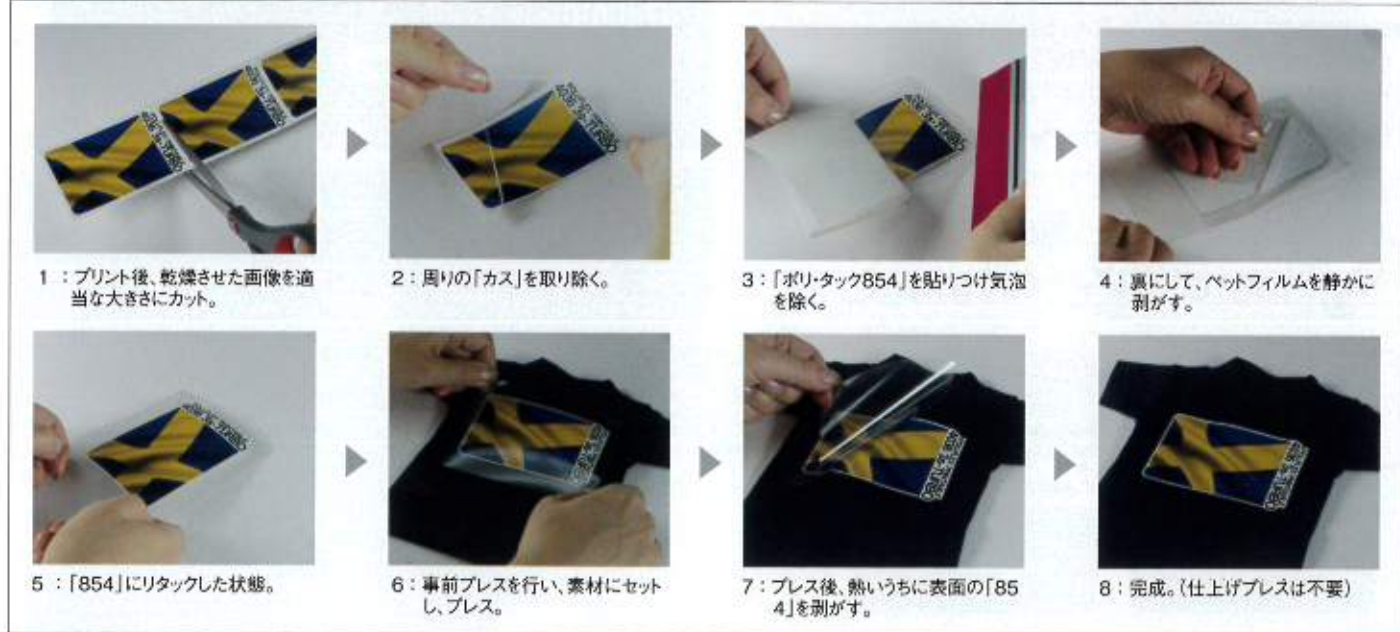 1 ：プリント後、乾燥させた画像を適
当な大きさにカット。
2：周りの「カス」を取り除く。
3：「ポリ・タック854」を貼りつけ気泡
を除く。
4：裏にして、ペットフィルムを静かに
剥がす。
5 ：「854」にリタックした状態。
6：事前プレスを行い、素材にセット
し、プレス。
7：プレス後、熱いうちに表面の「85
4」を剥がす。
8：完成。（仕上げプレスは不要）